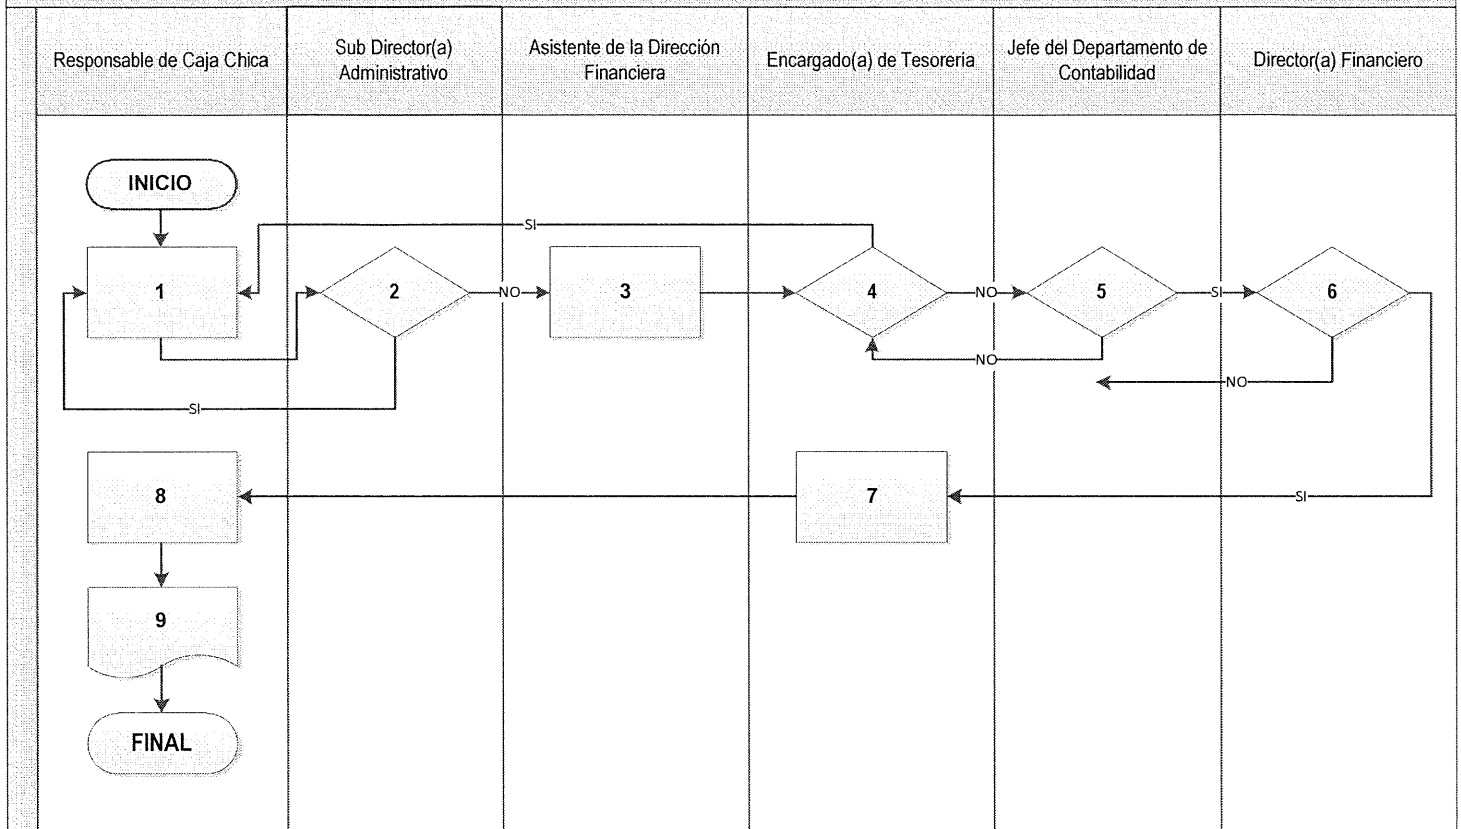 Responsable de Caja Chica
Sub Director(a)
Administrativo
Asistente de la Dirección
Financiera
Encargado(a) de Tesorería
Jefe del Departamento de
Contabilidad
Director(a) Financiero
INICIO
SI
1
2
NO
3
4
NO
5
SI
6
NO
NO
SI
8
7
SI
9
FINAL